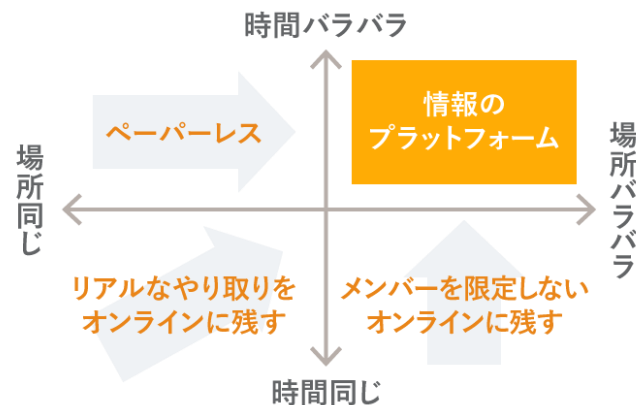 時間バラバラ
ペーパーレス
情報の
プラットフォーム
場所同じ
場所バラバラ
リアルなやり取りを
オンラインに残す
メンバーを限定しない
オンラインに残す
時間同じ